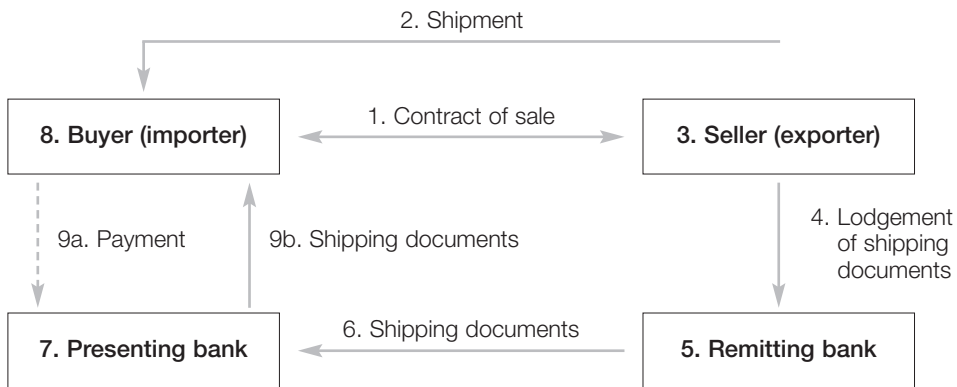 2. Shipment
8. Buyer (importer)
1. Contract of sale
3. Seller (exporter)
9a. Payment
9b. Shipping documents
4. Lodgement
of shipping
documents
7. Presenting bank
6. Shipping documents
5. Remitting bank